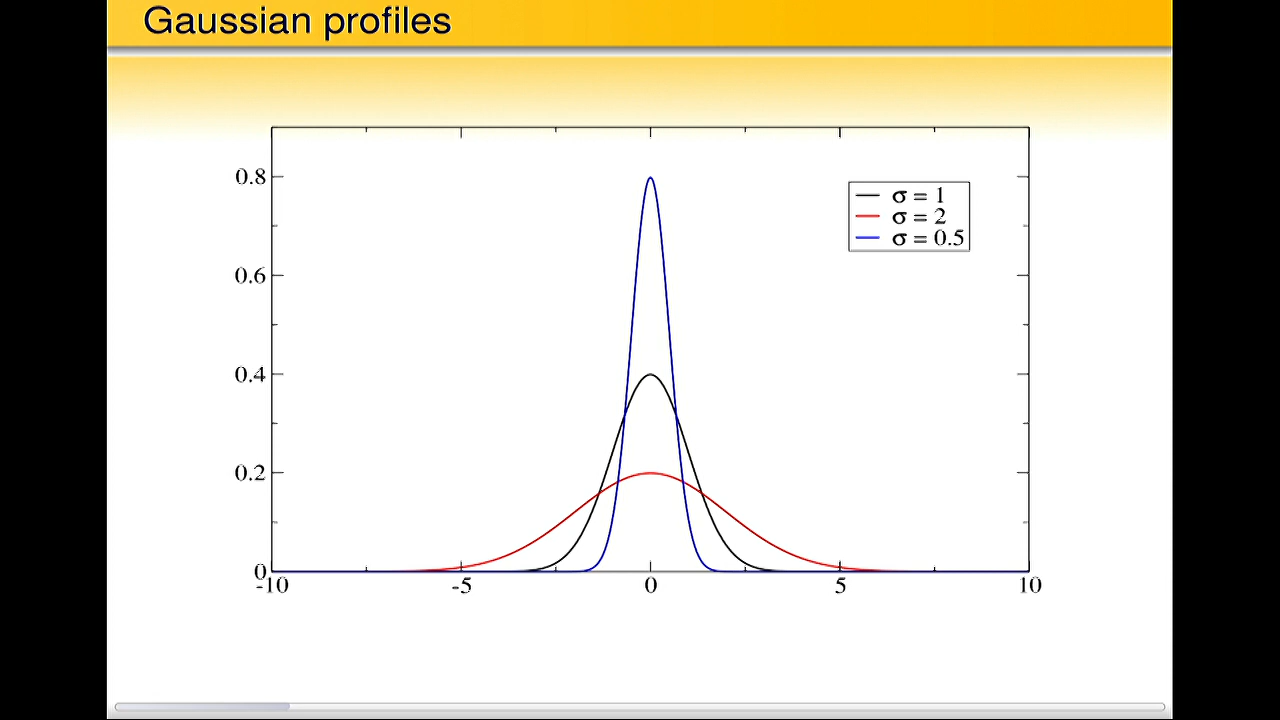 Gaussian profiles
0.8
0.6
0.4
0.2
0
-10 -5 0 5 10
σ = 1
σ = 2
σ = 0.5